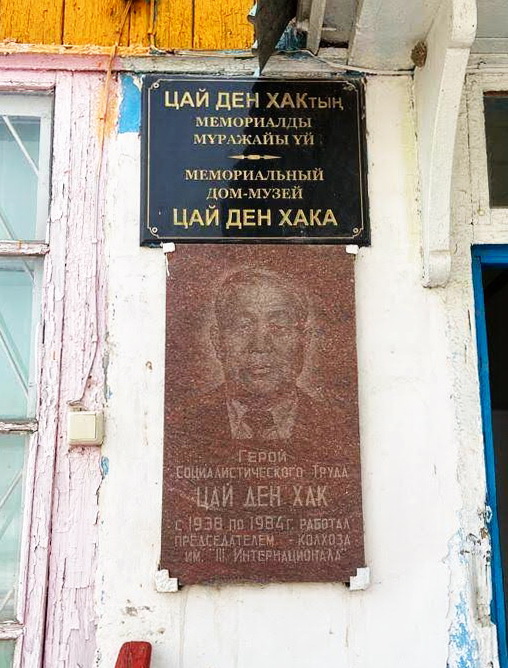 ЦАЙ ДЕН ХАКтың
МЕМОРИАЛДЫ
МҰРАЖАЙЫ ҮЙ
МЕМОРИАЛЬНЫЙ
ДОМ-МУЗЕЙ
ЦАЙ ДЕН ХАКА
ГЕРОЙ
СОЦИАЛИСТИЧЕСКОГО ТРУДА
ЦАЙ ДЕН ХАК
С 1938 ПО 1984 Г. РАБОТАЛ
ПРЕДСЕДАТЕЛЕМ - КОЛХОЗА
ИМ. "III ИНТЕРНАЦИОНАЛА"